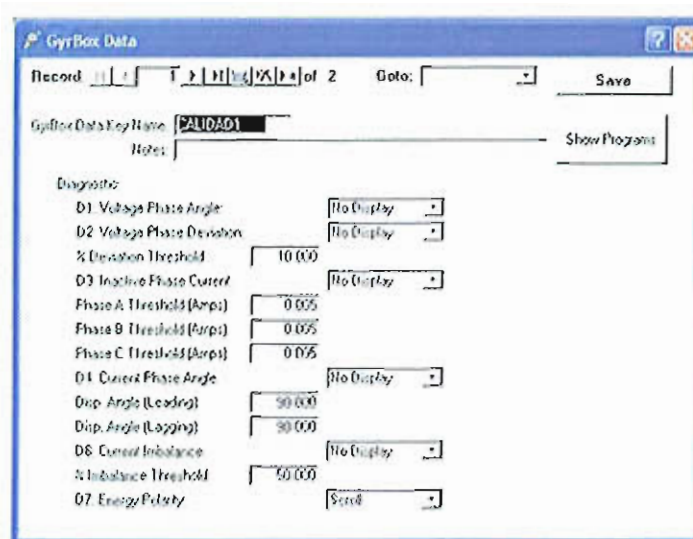 GyrBox Data
Record 1 of 2 Goto: Save
GyrBox Data Key Name CALIDAD1
Notes Show Programs
Diagnostic
D1. Voltage Phase Angle No Display
D2. Voltage Phase Deviation No Display
% Deviation Threshold 10.000
D3. Inactive Phase Current No Display
Phase A Threshold (Amps) 0.005
Phase B Threshold (Amps) 0.005
Phase C Threshold (Amps) 0.005
D4. Current Phase Angle No Display
Disp. Angle (Leading) 90.000
Disp. Angle (Lagging) 90.000
D6. Current Imbalance No Display
% Imbalance Threshold 50.000
D7. Energy Polarity Scroll